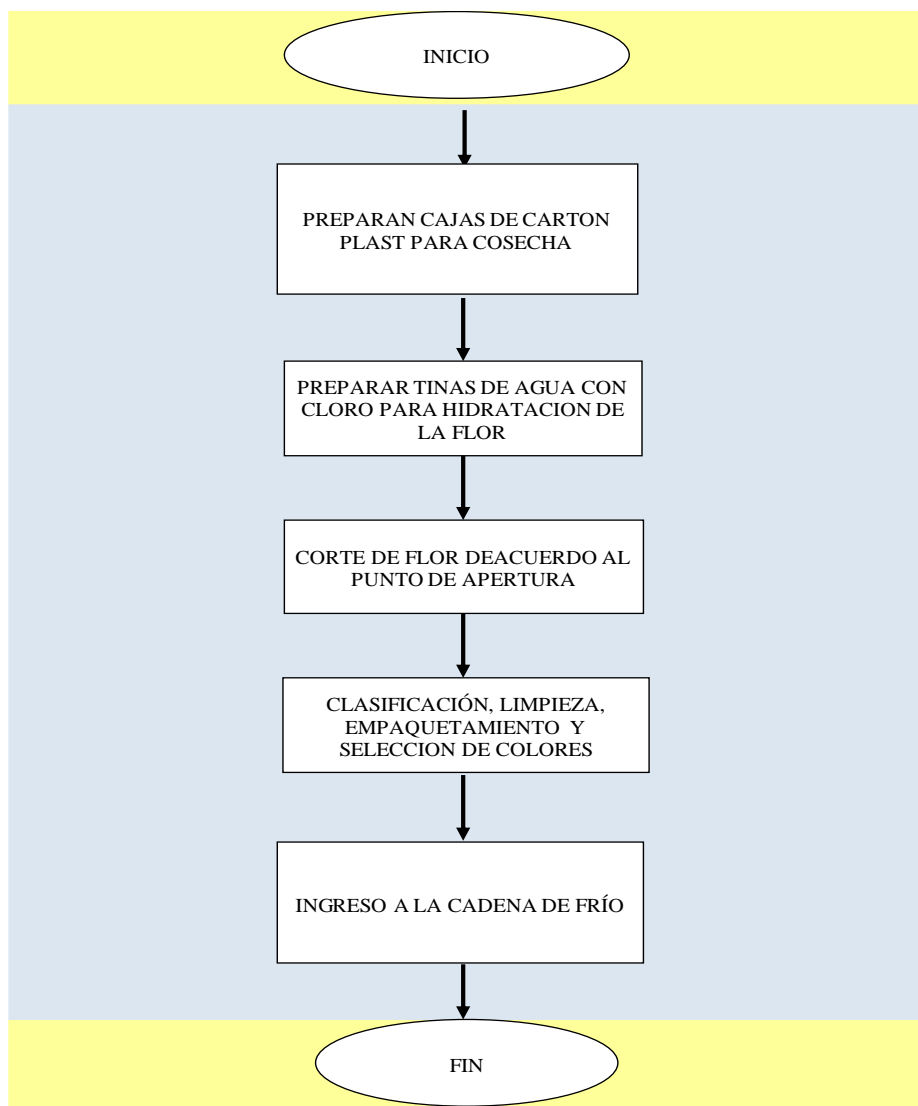 INICIO
PREPARAN CAJAS DE CARTON
PLAST PARA COSECHA
PREPARAR TINAS DE AGUA CON
CLORO PARA HIDRATACION DE
LA FLOR
CORTE DE FLOR DEACUERDO AL
PUNTO DE APERTURA
CLASIFICACIÓN, LIMPIEZA,
EMPAQUETAMIENTO Y
SELECCION DE COLORES
INGRESO A LA CADENA DE FRÍO
FIN